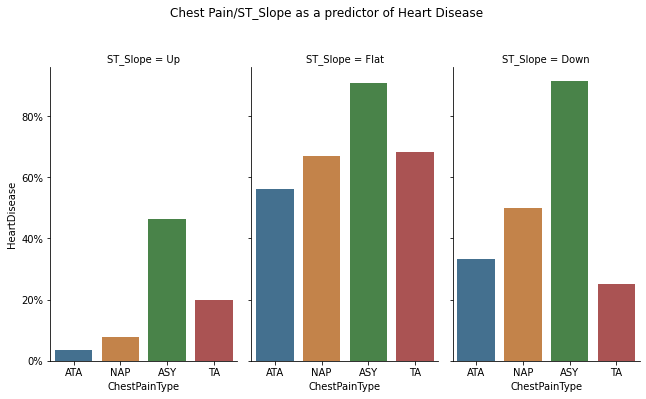 Chest Pain/ST_Slope as a predictor of Heart Disease
ST_Slope = Up
ST_Slope = Flat
ST_Slope = Down
80%
60%
40%
20%
0%
HeartDisease
ATA NAP ASY TA
ATA NAP ASY TA
ATA NAP ASY TA
ChestPainType
ChestPainType
ChestPainType